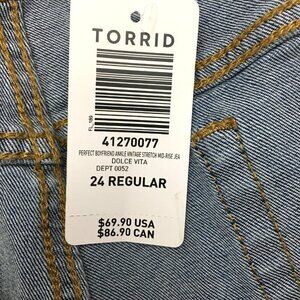 TORRID
FL_189
41270077
PERFECT BOYFRIEND ANKLE VINTAGE STRETCH MID-RISE JEA
DOLCE VITA
DEPT 0052
24 REGULAR
$69.90 USA
$86.90 CAN